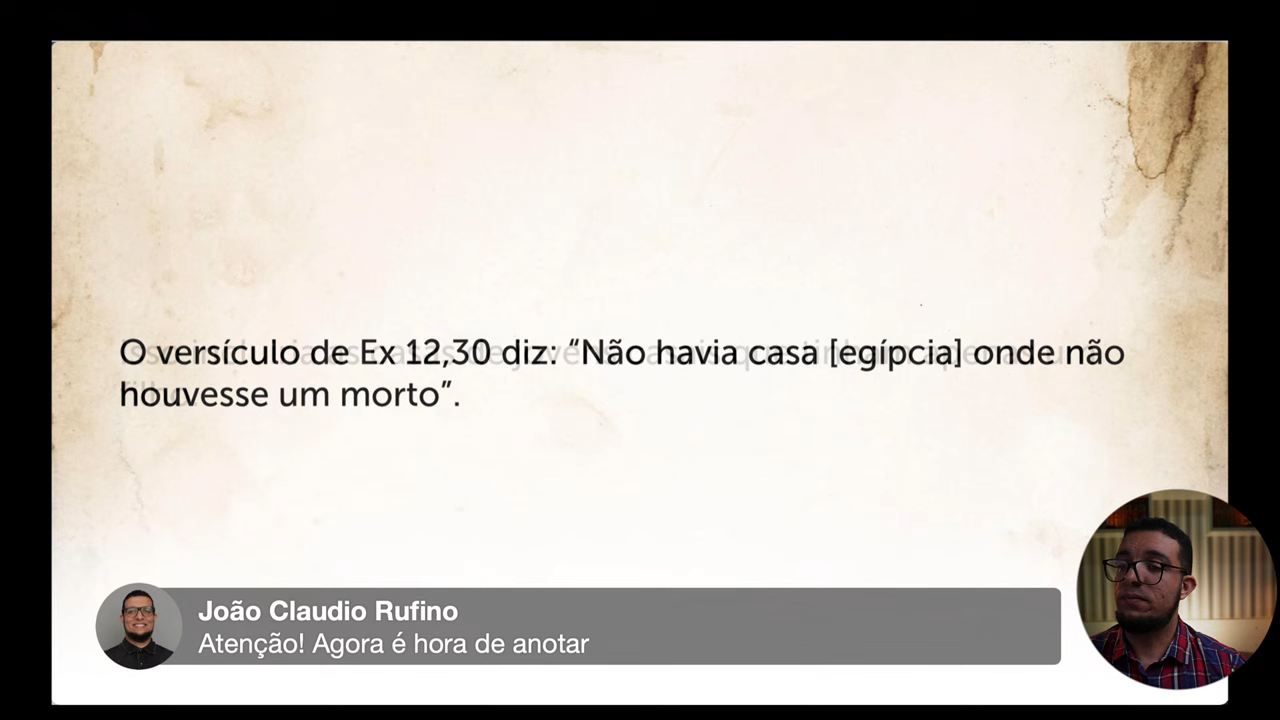 O versículo de Ex 12,30 diz: “Não havia casa [egípcia] onde não
houvesse um morto”.
João Claudio Rufino
Atenção! Agora é hora de anotar